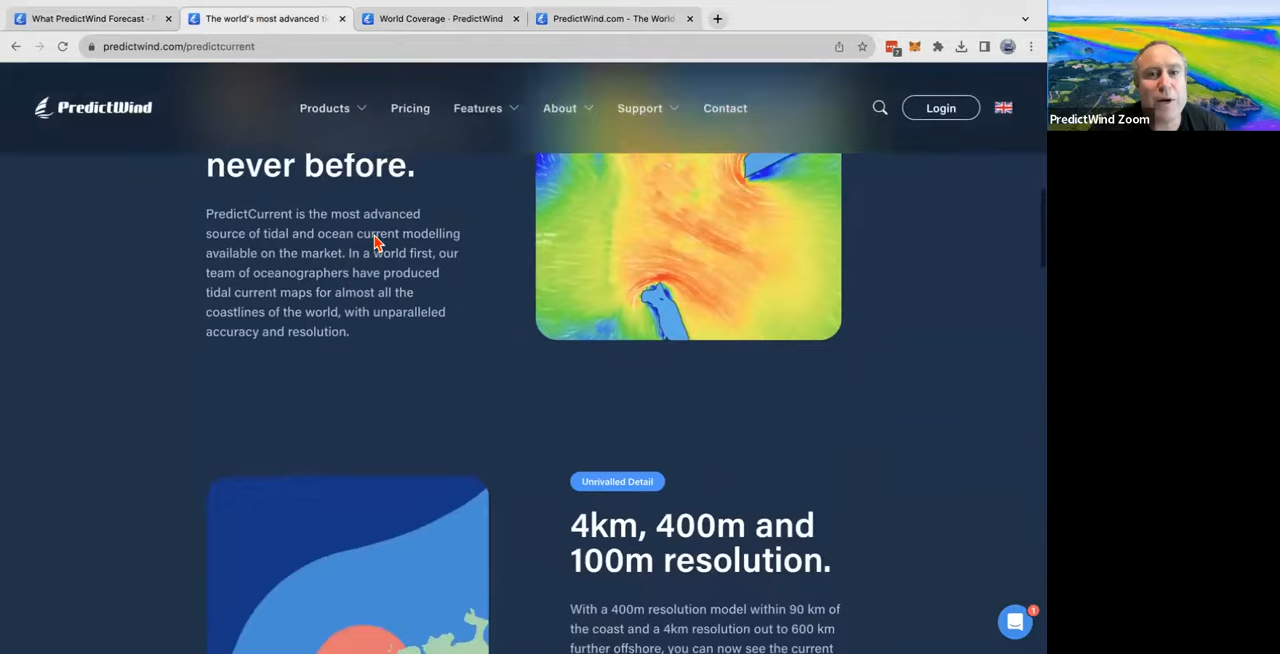 What PredictWind Forecast
The world's most advanced
World Coverage · PredictWind
PredictWind.com - The World
predictwind.com/predictcurrent
7
PredictWind
Products
Pricing
Features
About
Support
Contact
Login
PredictWind Zoom
never before.
PredictCurrent is the most advanced
source of tidal and ocean current modelling
available on the market. In a world first, our
team of oceanographers have produced
tidal current maps for almost all the
coastlines of the world, with unparalleled
accuracy and resolution.
Unrivalled Detail
4km, 400m and
100m resolution.
With a 400m resolution model within 90 km of
the coast and a 4km resolution out to 600 km
further offshore, you can now see the current
1